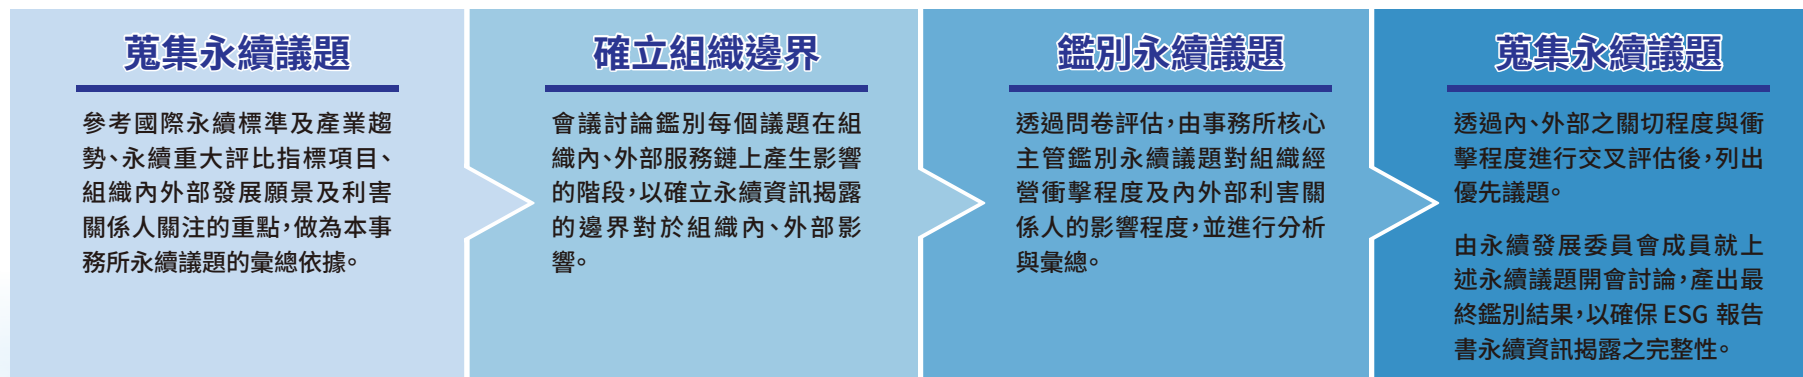 蒐集永續議題
參考國際永續標準及產業趨
勢、永續重大評比指標項目、
組織內外部發展願景及利害
關係人關注的重點，做為本事
務所永續議題的彙總依據。
確立組織邊界
會議討論鑑別每個議題在組
織內、外部服務鏈上產生影響
的階段，以確立永續資訊揭露
的邊界對於組織內、外部影
響。
鑑別永續議題
透過問卷評估，由事務所核心
主管鑑別永續議題對組織經
營衝擊程度及內外部利害關
係人的影響程度，並進行分析
與彙總。
蒐集永續議題
透過內、外部之關切程度與衝
擊程度進行交叉評估後，列出
優先議題。
由永續發展委員會成員就上
述永續議題開會討論，產出最
終鑑別結果，以確保 ESG 報告
書永續資訊揭露之完整性。